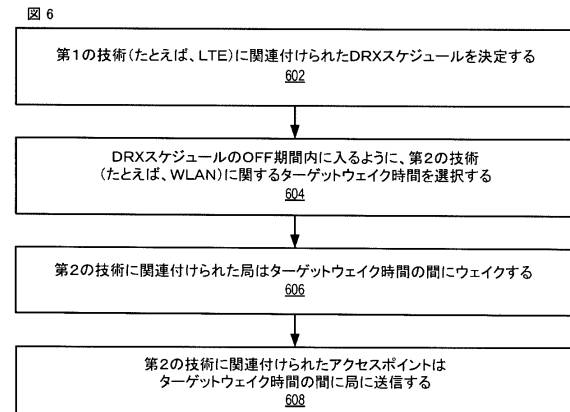 図 6
第1の技術(たとえば、LTE)に関連付けられたDRXスケジュールを決定する
602
DRXスケジュールのOFF期間内に入るように、第2の技術
(たとえば、WLAN)に関するターゲットウェイク時間を選択する
604
第2の技術に関連付けられた局はターゲットウェイク時間の間にウェイクする
606
第2の技術に関連付けられたアクセスポイントは
ターゲットウェイク時間の間に局に送信する
608